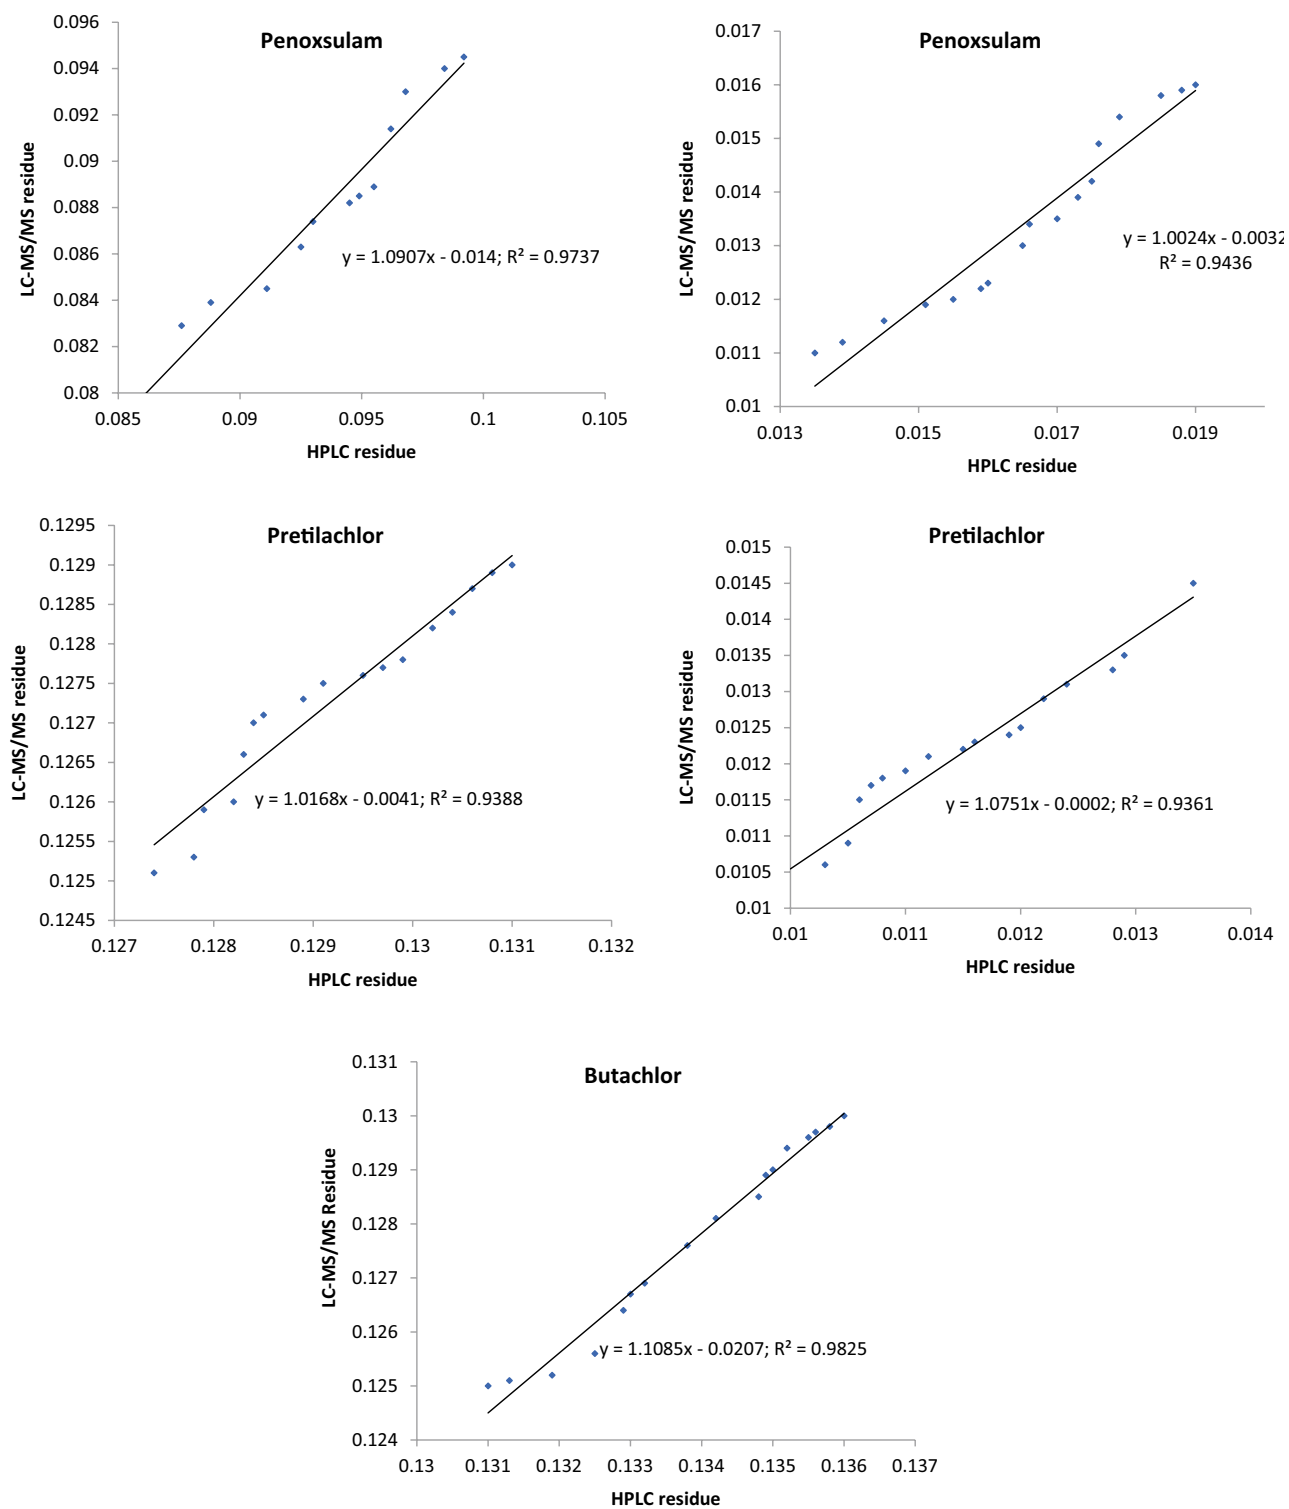 Penoxsulam
0.096
0.094
0.092
0.09
0.088
0.086
0.084
0.082
0.08
LC-MS/MS residue
y = 1.0907x - 0.014; R² = 0.9737
0.085 0.09 0.095 0.1 0.105
HPLC residue
Penoxsulam
0.017
0.016
0.015
0.014
0.013
0.012
0.011
0.01
LC-MS/MS residue
y = 1.0024x - 0.0032
R² = 0.9436
0.013 0.015 0.017 0.019
HPLC residue
Pretilachlor
0.1295
0.129
0.1285
0.128
0.1275
0.127
0.1265
0.126
0.1255
0.125
0.1245
LC-MS/MS residue
y = 1.0168x - 0.0041; R² = 0.9388
0.127 0.128 0.129 0.13 0.131 0.132
HPLC residue
Pretilachlor
0.015
0.0145
0.014
0.0135
0.013
0.0125
0.012
0.0115
0.011
0.0105
0.01
LC-MS/MS residue
y = 1.0751x - 0.0002; R² = 0.9361
0.01 0.011 0.012 0.013 0.014
HPLC residue
Butachlor
0.131
0.13
0.129
0.128
0.127
0.126
0.125
0.124
LC-MS/MS Residue
y = 1.1085x - 0.0207; R² = 0.9825
0.13 0.131 0.132 0.133 0.134 0.135 0.136 0.137
HPLC residue